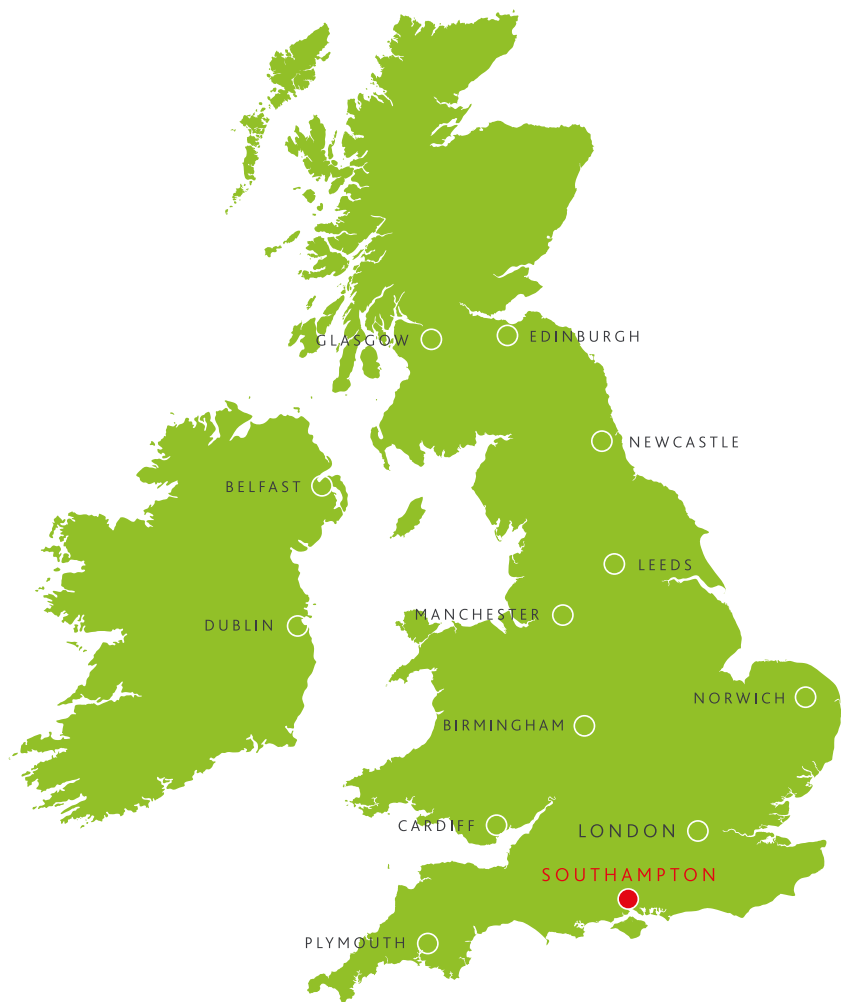 GLASGOW
EDINBURGH
NEWCASTLE
BELFAST
LEEDS
MANCHESTER
DUBLIN
NORWICH
BIRMINGHAM
CARDIFF
LONDON
SOUTHAMPTON
PLYMOUTH